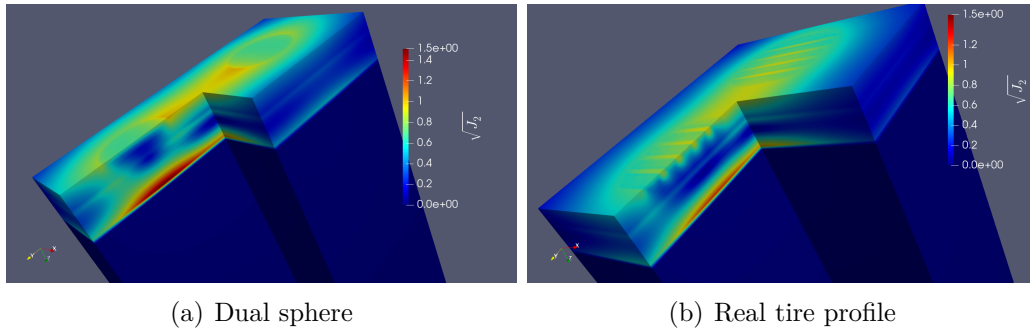 1.5e+00
1.4
1.2
1
0.8
0.6
0.4
0.2
0.0e+00
√J₂
X
Y
Z
1.5e+00
1.2
1
0.8
0.6
0.4
0.2
0.0e+00
√J₂
X
Y
Z
(a) Dual sphere
(b) Real tire profile